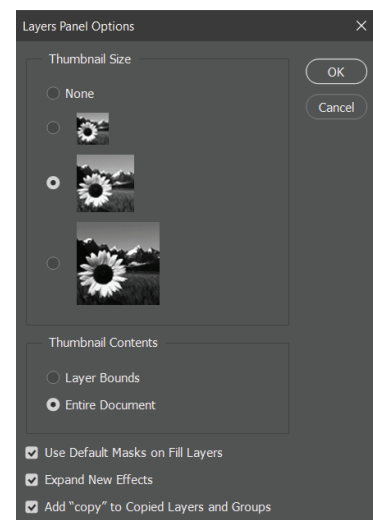 Layers Panel Options
Thumbnail Size
OK
None
Cancel
Thumbnail Contents
Layer Bounds
Entire Document
Use Default Masks on Fill Layers
Expand New Effects
Add “copy” to Copied Layers and Groups